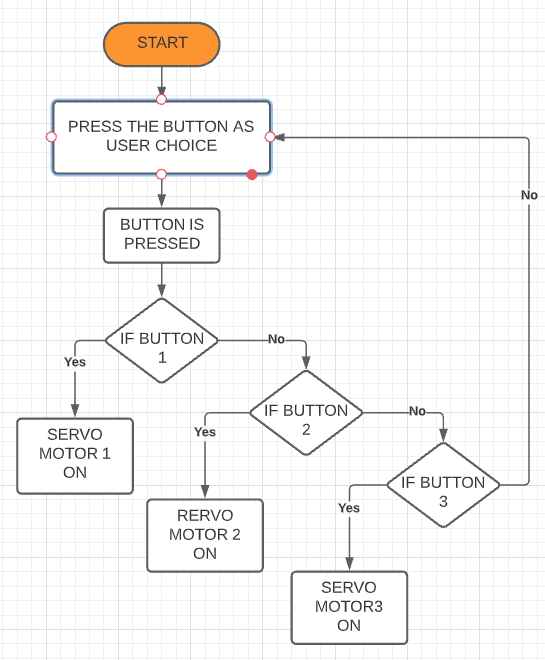 START
PRESS THE BUTTON AS
USER CHOICE
No
BUTTON IS
PRESSED
IF BUTTON
1
No
Yes
IF BUTTON
2
No
Yes
SERVO
MOTOR 1
ON
IF BUTTON
3
Yes
RERVO
MOTOR 2
ON
SERVO
MOTOR3
ON